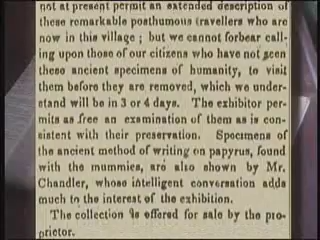 not at present permit an extended description of
these remarkable posthumous travellers who are
now in this village ; but we cannot forbear call-
ing upon those of our citizens who have not seen
these ancient specimens of humanity, to visit
them before they are removed, which we under-
stand will be in 3 or 4 days. The exhibitor per-
mits as free an examination of them as is con-
sistent with their preservation. Specimens of
the ancient method of writing on papyrus, found
with the mummies, are also shown by Mr.
Chandler, whose intelligent conversation adds
much to the interest of the exhibition.
The collection is offered for sale by the pro-
prietor.